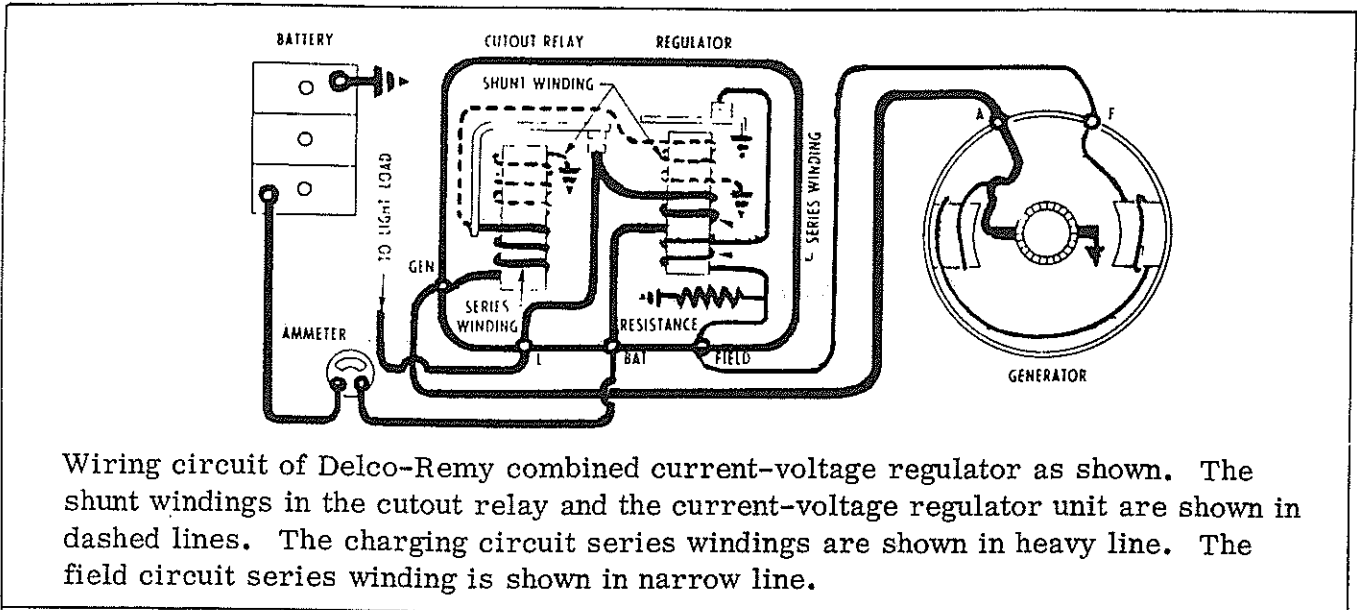 BATTERY
CUTOUT RELAY
REGULATOR
SHUNT WINDING
A
F
TO LIGHT LOAD
SERIES WINDING
GEN
SERIES
WINDING
RESISTANCE
AMMETER
L
BAT
FIELD
GENERATOR
Wiring circuit of Delco-Remy combined current-voltage regulator as shown. The
shunt windings in the cutout relay and the current-voltage regulator unit are shown in
dashed lines. The charging circuit series windings are shown in heavy line. The
field circuit series winding is shown in narrow line.